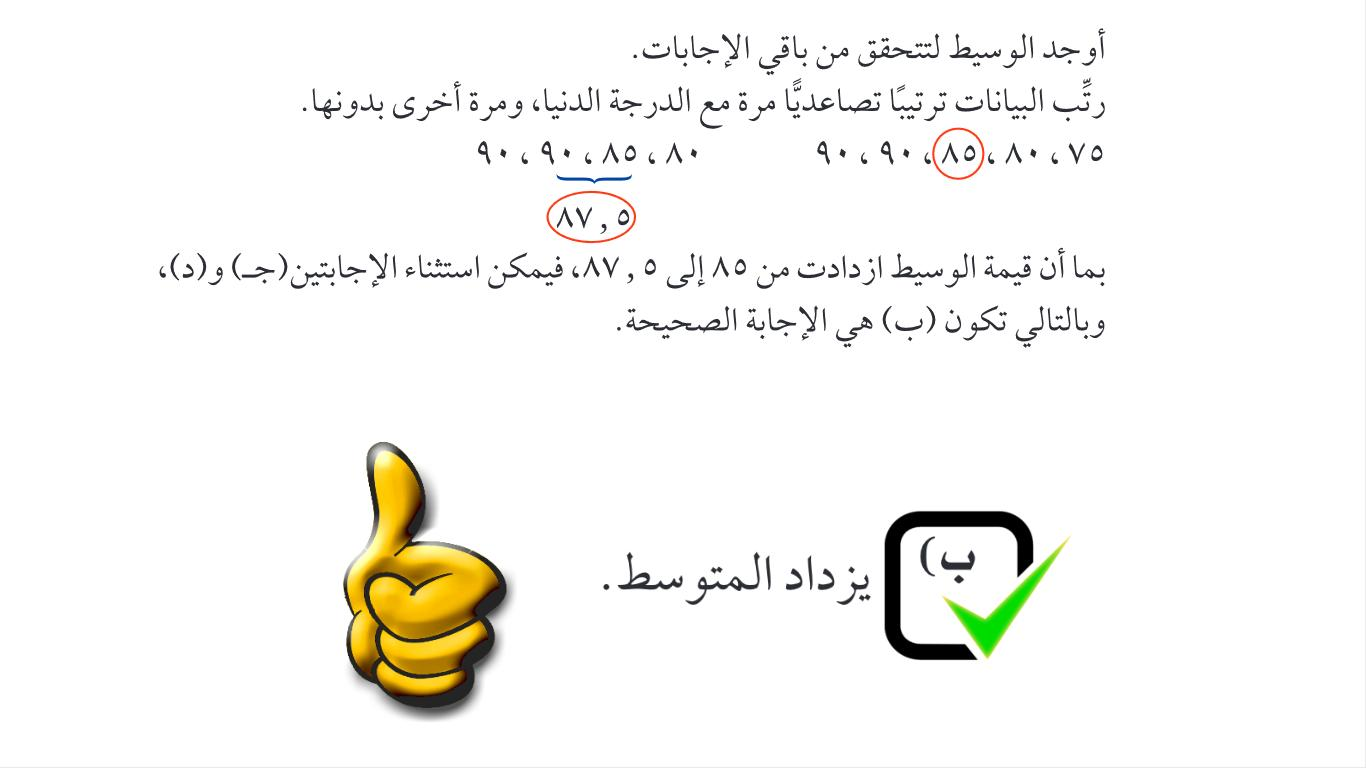 أوجد الوسيط لتتحقق من باقي الإجابات.
رتِّب البيانات ترتيبًا تصاعديًّا مرة مع الدرجة الدنيا، ومرة أخرى بدونها.
٧٥ ، ٨٠ ، ٨٥ ، ٩٠ ، ٩٠ ٨٠ ، ٨٥ ، ٩٠ ، ٩٠
٨٧,٥
بما أن قيمة الوسيط ازدادت من ٨٥ إلى ٨٧,٥، فيمكن استثناء الإجابتين(جـ) و(د)،
وبالتالي تكون (ب) هي الإجابة الصحيحة.
ب) يزداد المتوسط.